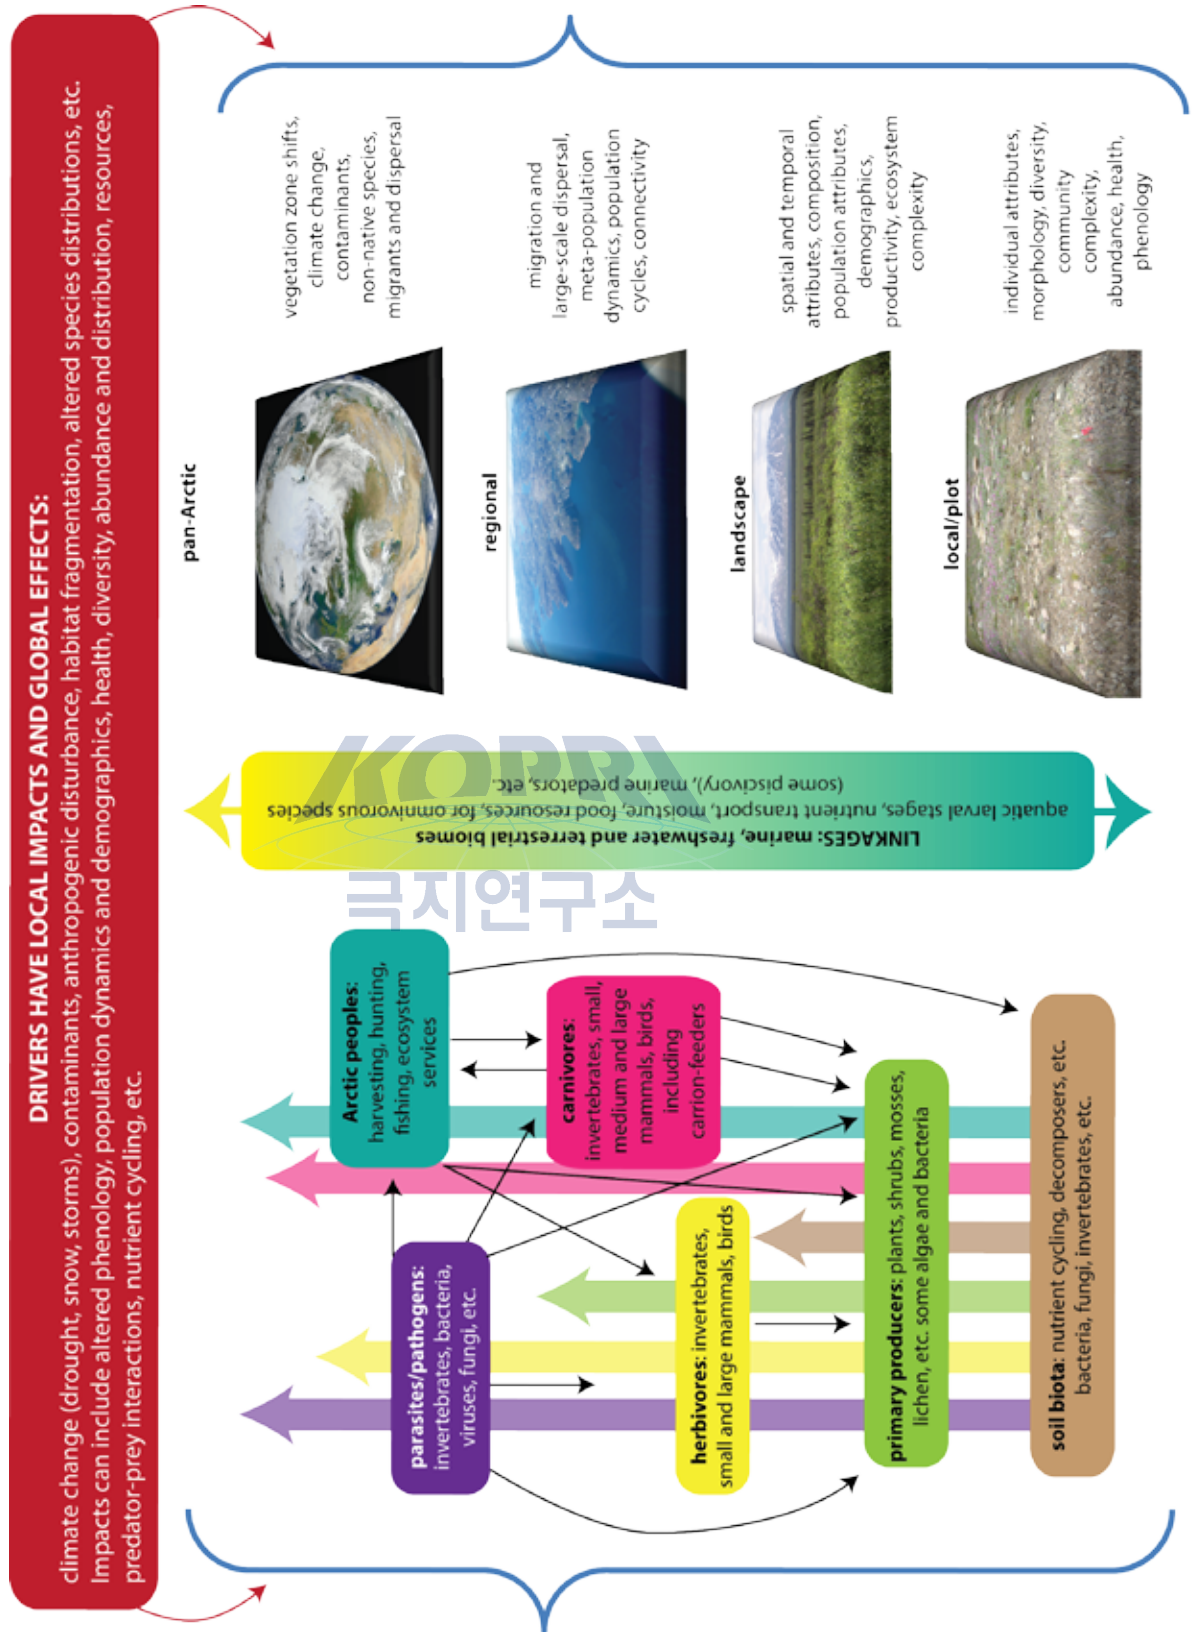 DRIVERS HAVE LOCAL IMPACTS AND GLOBAL EFFECTS:
climate change (drought, snow, storms), contaminants, anthropogenic disturbance, habitat fragmentation, altered species distributions, etc.
Impacts can include altered phenology, population dynamics and demographics, health, diversity, abundance and distribution, resources,
predator-prey interactions, nutrient cycling, etc.
parasites/pathogens:
invertebrates, bacteria,
viruses, fungi, etc.
Arctic peoples:
harvesting, hunting,
fishing, ecosystem
services
carnivores:
invertebrates, small,
medium and large
mammals, birds,
including
carrion-feeders
herbivores: invertebrates,
small and large mammals, birds
primary producers: plants, shrubs, mosses,
lichen, etc. some algae and bacteria
soil biota: nutrient cycling, decomposers, etc.
bacteria, fungi, invertebrates, etc.
LINKAGES: marine, freshwater and terrestrial biomes
aquatic larval stages, nutrient transport, moisture, food resources, for omnivorous species
(some piscivory), marine predators, etc.
pan-Arctic
vegetation zone shifts,
climate change,
contaminants,
non-native species,
migrants and dispersal
regional
migration and
large-scale dispersal,
meta-population
dynamics, population
cycles, connectivity
landscape
spatial and temporal
attributes, composition,
population attributes,
demographics,
productivity, ecosystem
complexity
local/plot
individual attributes,
morphology, diversity,
community
complexity,
abundance, health,
phenology
KOPRI
극지연구소